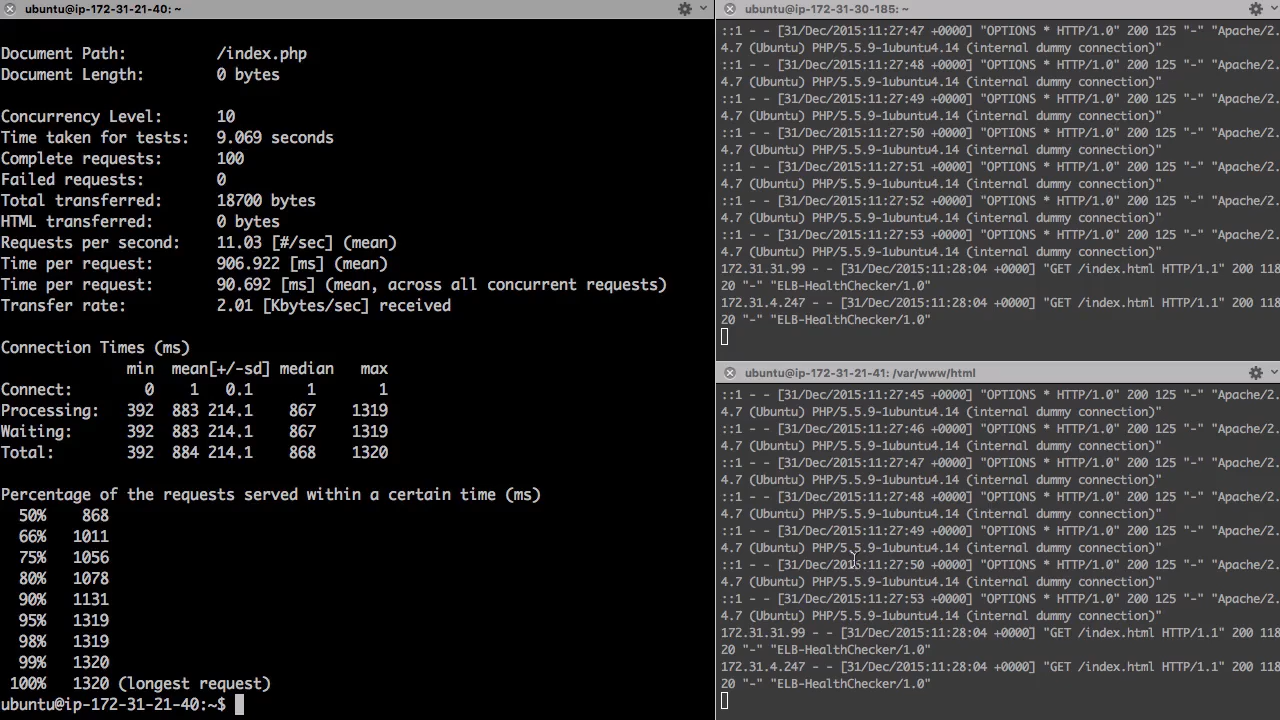 ubuntu@ip-172-31-21-40: ~
Document Path: /index.php
Document Length: 0 bytes
Concurrency Level: 10
Time taken for tests: 9.069 seconds
Complete requests: 100
Failed requests: 0
Total transferred: 18700 bytes
HTML transferred: 0 bytes
Requests per second: 11.03 [#/sec] (mean)
Time per request: 906.922 [ms] (mean)
Time per request: 90.692 [ms] (mean, across all concurrent requests)
Transfer rate: 2.01 [Kbytes/sec] received
Connection Times (ms)
min mean[+/-sd] median max
Connect: 0 1 0.1 1 1
Processing: 392 883 214.1 867 1319
Waiting: 392 883 214.1 867 1319
Total: 392 884 214.1 868 1320
Percentage of the requests served within a certain time (ms)
50% 868
66% 1011
75% 1056
80% 1078
90% 1131
95% 1319
98% 1319
99% 1320
100% 1320 (longest request)
ubuntu@ip-172-31-21-40:~$
ubuntu@ip-172-31-30-185: ~
::1 - - [31/Dec/2015:11:27:47 +0000] "OPTIONS * HTTP/1.0" 200 125 "-" "Apache/2.
4.7 (Ubuntu) PHP/5.5.9-1ubuntu4.14 (internal dummy connection)"
::1 - - [31/Dec/2015:11:27:48 +0000] "OPTIONS * HTTP/1.0" 200 125 "-" "Apache/2.
4.7 (Ubuntu) PHP/5.5.9-1ubuntu4.14 (internal dummy connection)"
::1 - - [31/Dec/2015:11:27:49 +0000] "OPTIONS * HTTP/1.0" 200 125 "-" "Apache/2.
4.7 (Ubuntu) PHP/5.5.9-1ubuntu4.14 (internal dummy connection)"
::1 - - [31/Dec/2015:11:27:50 +0000] "OPTIONS * HTTP/1.0" 200 125 "-" "Apache/2.
4.7 (Ubuntu) PHP/5.5.9-1ubuntu4.14 (internal dummy connection)"
::1 - - [31/Dec/2015:11:27:51 +0000] "OPTIONS * HTTP/1.0" 200 125 "-" "Apache/2.
4.7 (Ubuntu) PHP/5.5.9-1ubuntu4.14 (internal dummy connection)"
::1 - - [31/Dec/2015:11:27:52 +0000] "OPTIONS * HTTP/1.0" 200 125 "-" "Apache/2.
4.7 (Ubuntu) PHP/5.5.9-1ubuntu4.14 (internal dummy connection)"
::1 - - [31/Dec/2015:11:27:53 +0000] "OPTIONS * HTTP/1.0" 200 125 "-" "Apache/2.
4.7 (Ubuntu) PHP/5.5.9-1ubuntu4.14 (internal dummy connection)"
172.31.31.99 - - [31/Dec/2015:11:28:04 +0000] "GET /index.html HTTP/1.1" 200 118
20 "-" "ELB-HealthChecker/1.0"
172.31.4.247 - - [31/Dec/2015:11:28:04 +0000] "GET /index.html HTTP/1.1" 200 118
20 "-" "ELB-HealthChecker/1.0"
ubuntu@ip-172-31-21-41: /var/www/html
::1 - - [31/Dec/2015:11:27:45 +0000] "OPTIONS * HTTP/1.0" 200 125 "-" "Apache/2.
4.7 (Ubuntu) PHP/5.5.9-1ubuntu4.14 (internal dummy connection)"
::1 - - [31/Dec/2015:11:27:46 +0000] "OPTIONS * HTTP/1.0" 200 125 "-" "Apache/2.
4.7 (Ubuntu) PHP/5.5.9-1ubuntu4.14 (internal dummy connection)"
::1 - - [31/Dec/2015:11:27:47 +0000] "OPTIONS * HTTP/1.0" 200 125 "-" "Apache/2.
4.7 (Ubuntu) PHP/5.5.9-1ubuntu4.14 (internal dummy connection)"
::1 - - [31/Dec/2015:11:27:48 +0000] "OPTIONS * HTTP/1.0" 200 125 "-" "Apache/2.
4.7 (Ubuntu) PHP/5.5.9-1ubuntu4.14 (internal dummy connection)"
::1 - - [31/Dec/2015:11:27:49 +0000] "OPTIONS * HTTP/1.0" 200 125 "-" "Apache/2.
4.7 (Ubuntu) PHP/5.5.9-1ubuntu4.14 (internal dummy connection)"
::1 - - [31/Dec/2015:11:27:50 +0000] "OPTIONS * HTTP/1.0" 200 125 "-" "Apache/2.
4.7 (Ubuntu) PHP/5.5.9-1ubuntu4.14 (internal dummy connection)"
::1 - - [31/Dec/2015:11:27:53 +0000] "OPTIONS * HTTP/1.0" 200 125 "-" "Apache/2.
4.7 (Ubuntu) PHP/5.5.9-1ubuntu4.14 (internal dummy connection)"
172.31.31.99 - - [31/Dec/2015:11:28:04 +0000] "GET /index.html HTTP/1.1" 200 118
20 "-" "ELB-HealthChecker/1.0"
172.31.4.247 - - [31/Dec/2015:11:28:04 +0000] "GET /index.html HTTP/1.1" 200 118
20 "-" "ELB-HealthChecker/1.0"